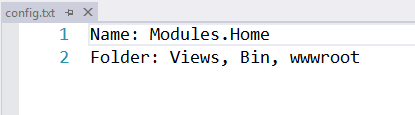 config.txt
1 Name: Modules.Home
2 Folder: Views, Bin, wwwroot